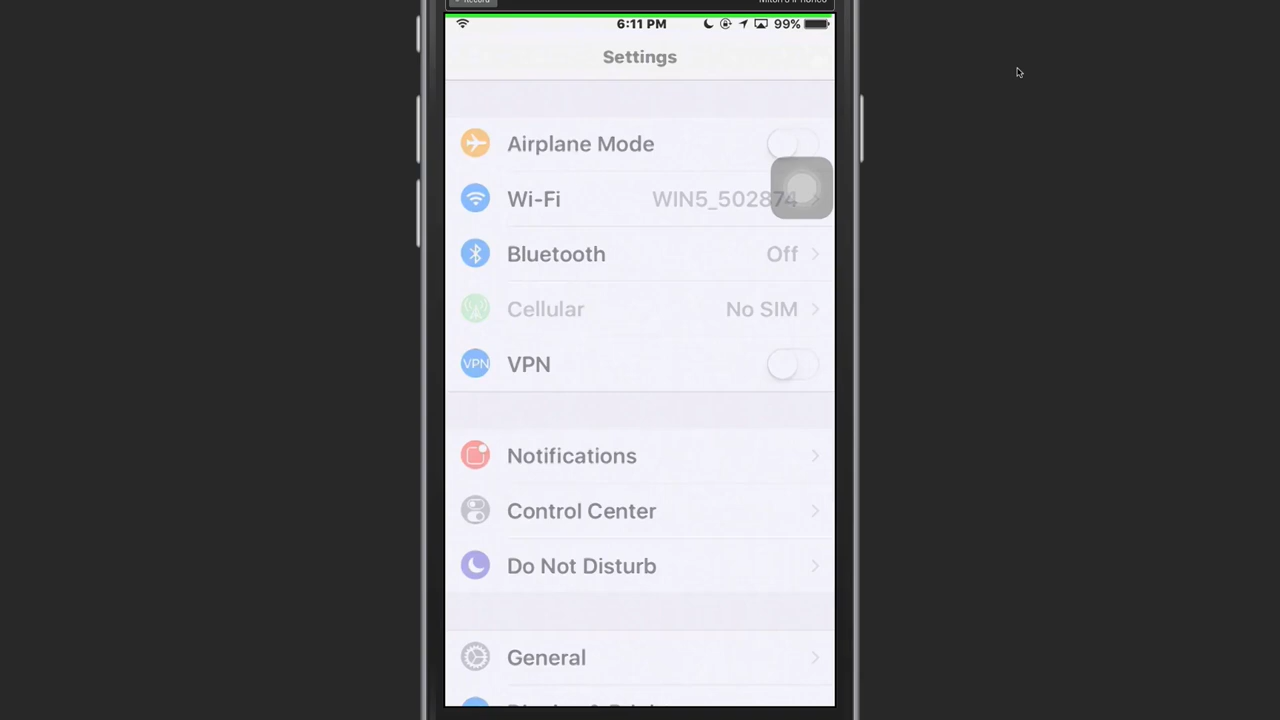 6:11 PM 99%
Settings
Airplane Mode
Wi-Fi WIN5_502874
Bluetooth Off
Cellular No SIM
VPN VPN
Notifications
Control Center
Do Not Disturb
General